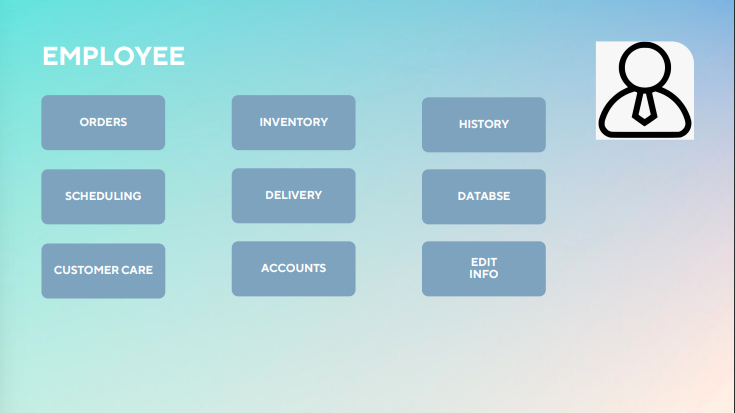 EMPLOYEE
ORDERS
INVENTORY
HISTORY
SCHEDULING
DELIVERY
DATABSE
CUSTOMER CARE
ACCOUNTS
EDIT
INFO